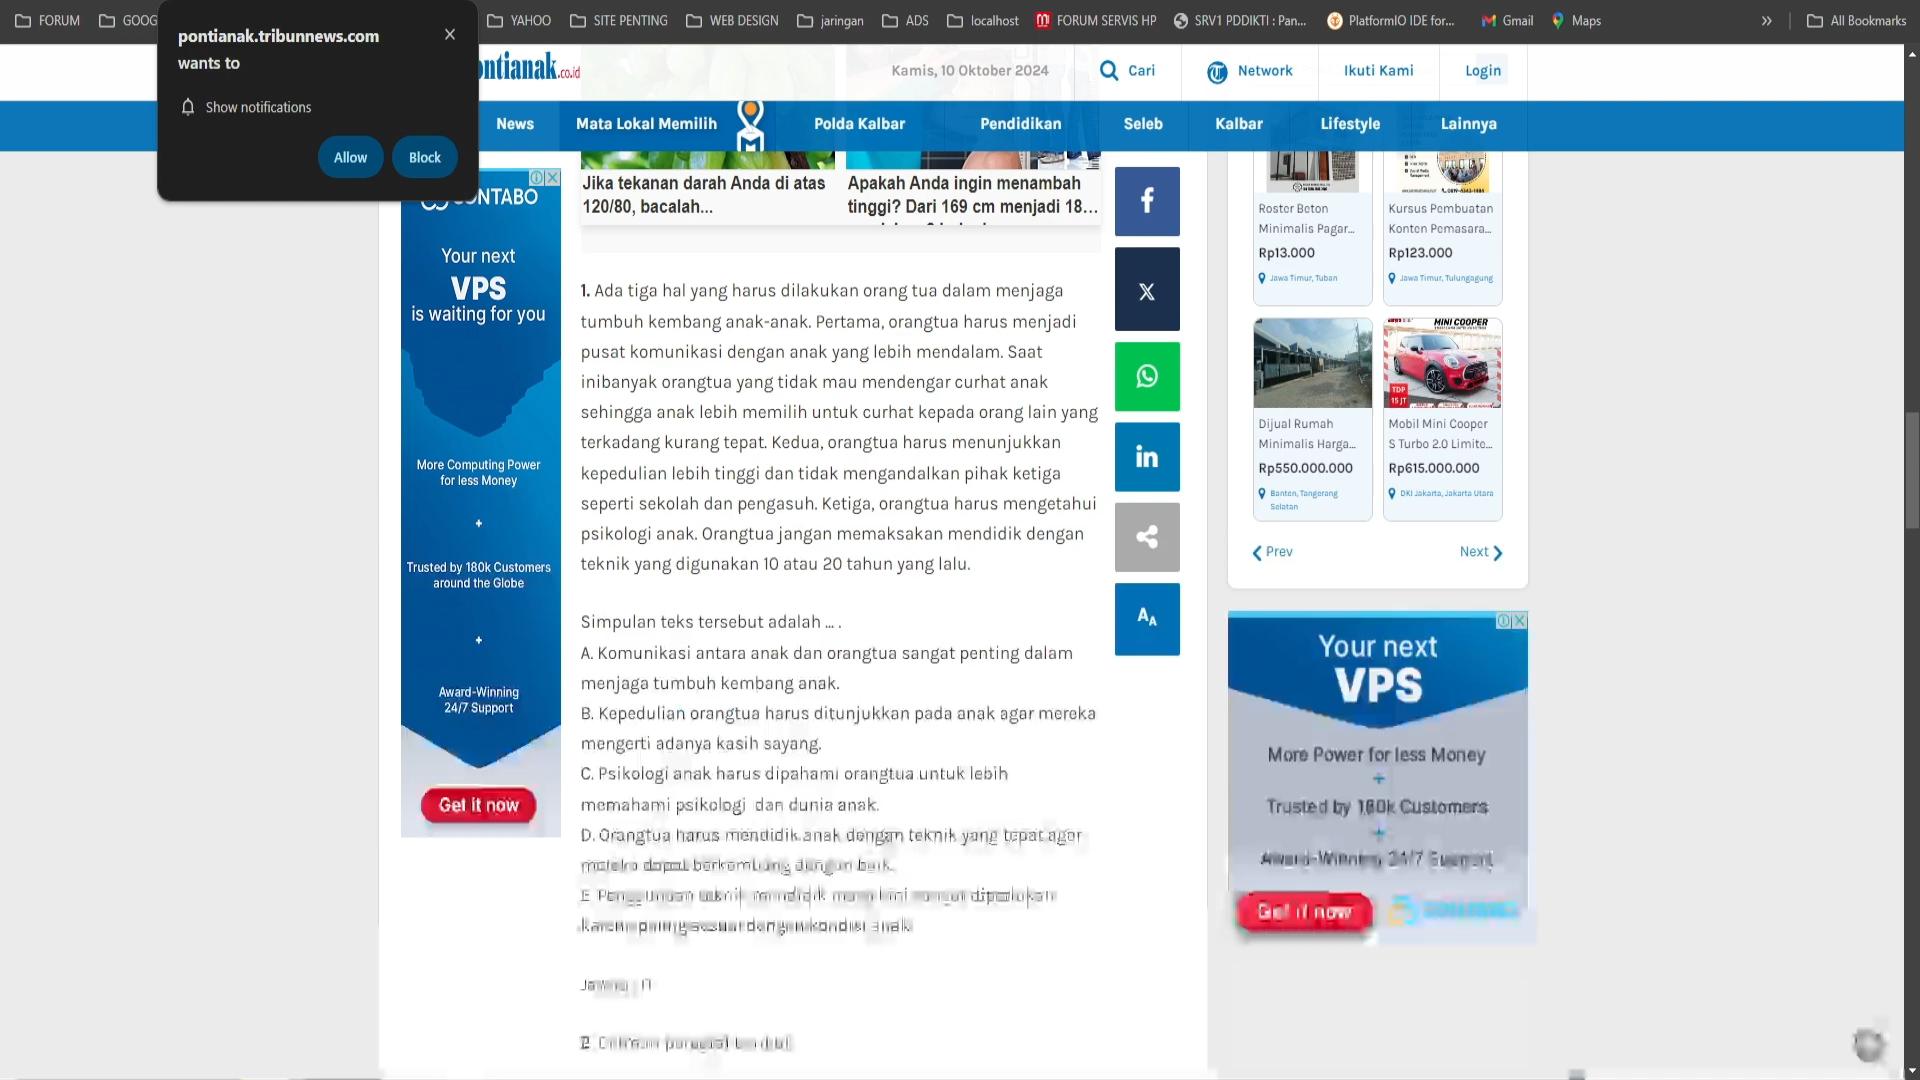 FORUM
YAHOO
SITE PENTING
WEB DESIGN
jaringan
ADS
localhost
FORUM SERVIS HP
SRV1 PDDIKTI : Pan...
PlatformIO IDE for...
Gmail
Maps
All Bookmarks
pontianak.tribunnews.com
wants to
Show notifications
Allow
Block
Kamis, 10 Oktober 2024
Cari
Network
Ikuti Kami
Login
News
Mata Lokal Memilih
Polda Kalbar
Pendidikan
Seleb
Kalbar
Lifestyle
Lainnya
Your next
VPS
is waiting for you
More Computing Power
for less Money
+
Trusted by 180k Customers
around the Globe
+
Award-Winning
24/7 Support
Get it now
Jika tekanan darah Anda di atas
120/80, bacalah...
Apakah Anda ingin menambah
tinggi? Dari 169 cm menjadi 18...
1. Ada tiga hal yang harus dilakukan orang tua dalam menjaga
tumbuh kembang anak-anak. Pertama, orangtua harus menjadi
pusat komunikasi dengan anak yang lebih mendalam. Saat
inibanyak orangtua yang tidak mau mendengar curhat anak
sehingga anak lebih memilih untuk curhat kepada orang lain yang
terkadang kurang tepat. Kedua, orangtua harus menunjukkan
kepedulian lebih tinggi dan tidak mengandalkan pihak ketiga
seperti sekolah dan pengasuh. Ketiga, orangtua harus mengetahui
psikologi anak. Orangtua jangan memaksakan mendidik dengan
teknik yang digunakan 10 atau 20 tahun yang lalu.
Simpulan teks tersebut adalah ... .
A. Komunikasi antara anak dan orangtua sangat penting dalam
menjaga tumbuh kembang anak.
B. Kepedulian orangtua harus ditunjukkan pada anak agar mereka
mengerti adanya kasih sayang.
C. Psikologi anak harus dipahami orangtua untuk lebih
memahami psikologi dan dunia anak.
D. Orangtua harus mendidik anak dengan teknik yang tepat agar
Roster Beton
Minimalis Pagar...
Rp13.000
Jawa Timur, Tuban
Kursus Pembuatan
Konten Pemasara...
Rp123.000
Jawa Timur, Tulungagung
MINI COOPER
TDP
15 JT
Dijual Rumah
Minimalis Harga...
Rp550.000.000
Banten, Tangerang
Selatan
Mobil Mini Cooper
S Turbo 2.0 Limite...
Rp615.000.000
DKI Jakarta, Jakarta Utara
Prev
Next
Your next
VPS
More Power for less Money
+
Trusted by 180k Customers
+
Award-Winning 24/7 Support
Get it now